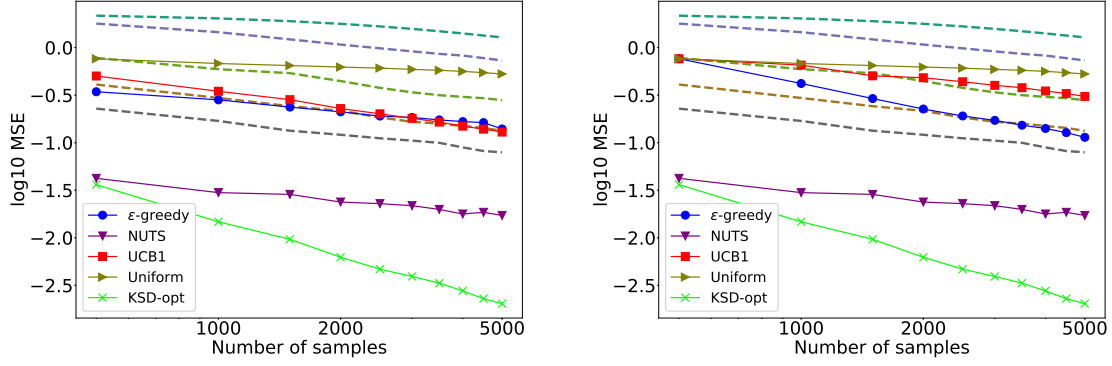 0.0
−0.5
−1.0
−1.5
−2.0
−2.5
log10 MSE
ε-greedy
NUTS
UCB1
Uniform
KSD-opt
1000
2000
5000
Number of samples
0.0
−0.5
−1.0
−1.5
−2.0
−2.5
log10 MSE
ε-greedy
NUTS
UCB1
Uniform
KSD-opt
1000
2000
5000
Number of samples